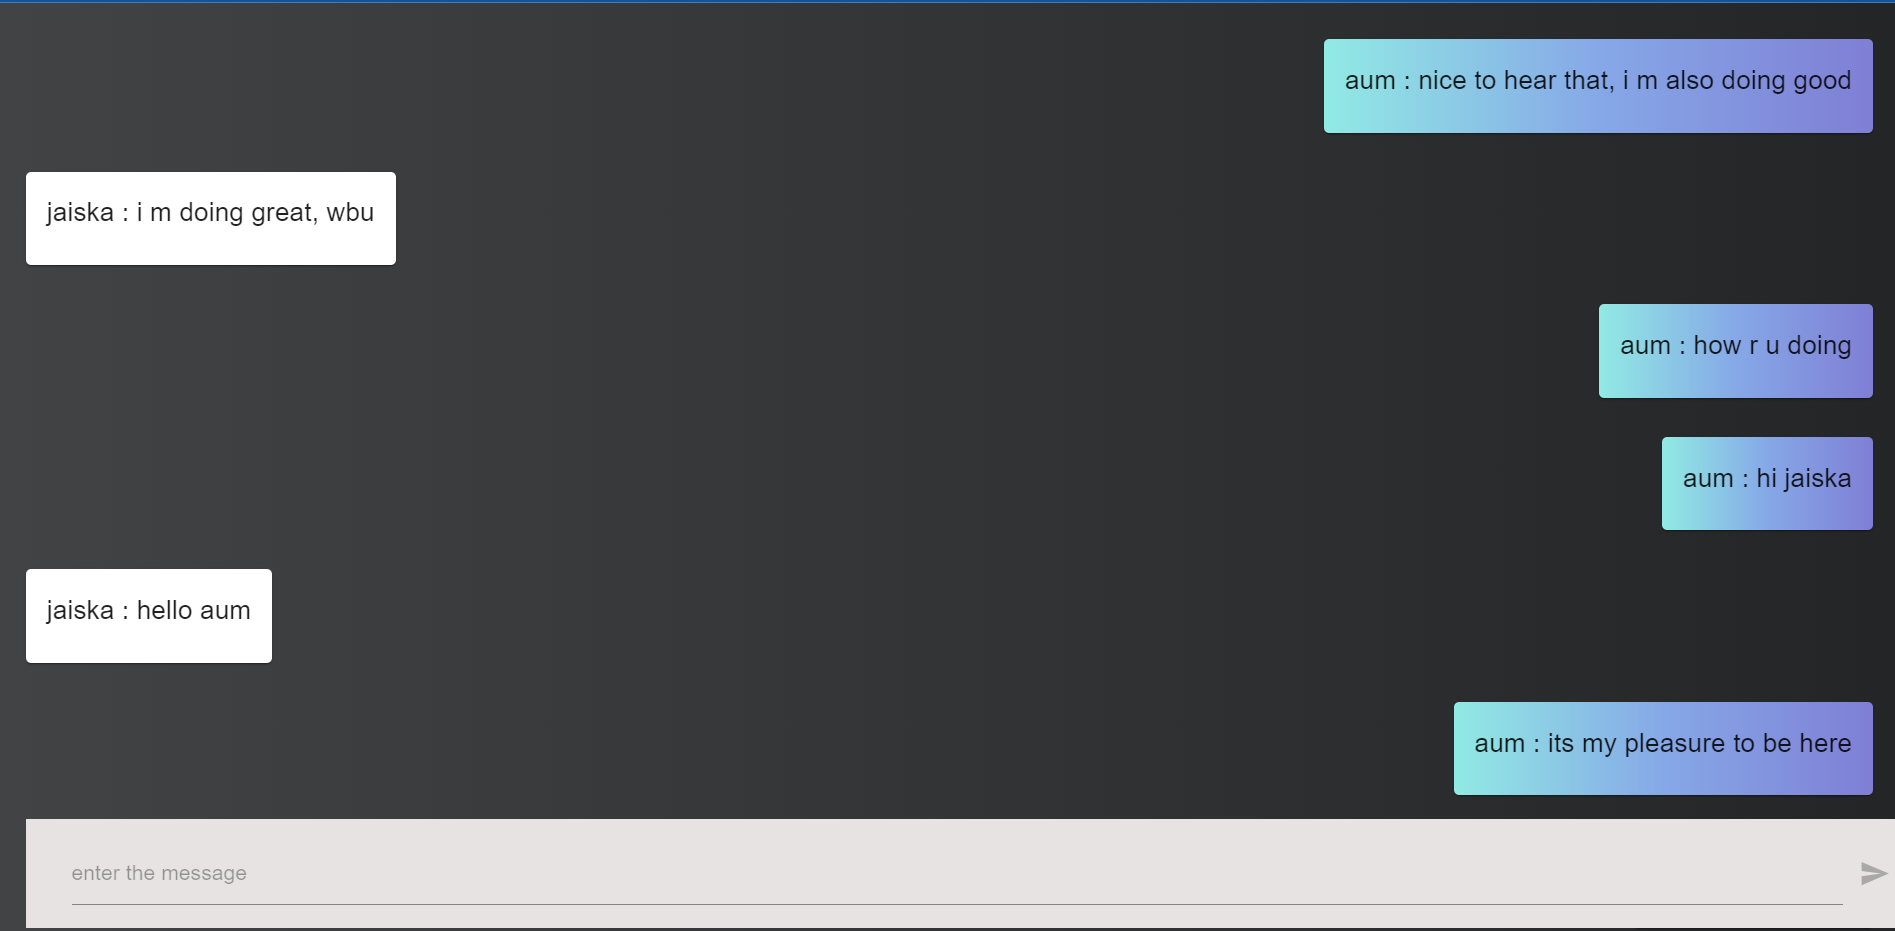 aum : nice to hear that, i m also doing good
jaiska : i m doing great, wbu
aum : how r u doing
aum : hi jaiska
jaiska : hello aum
aum : its my pleasure to be here
enter the message